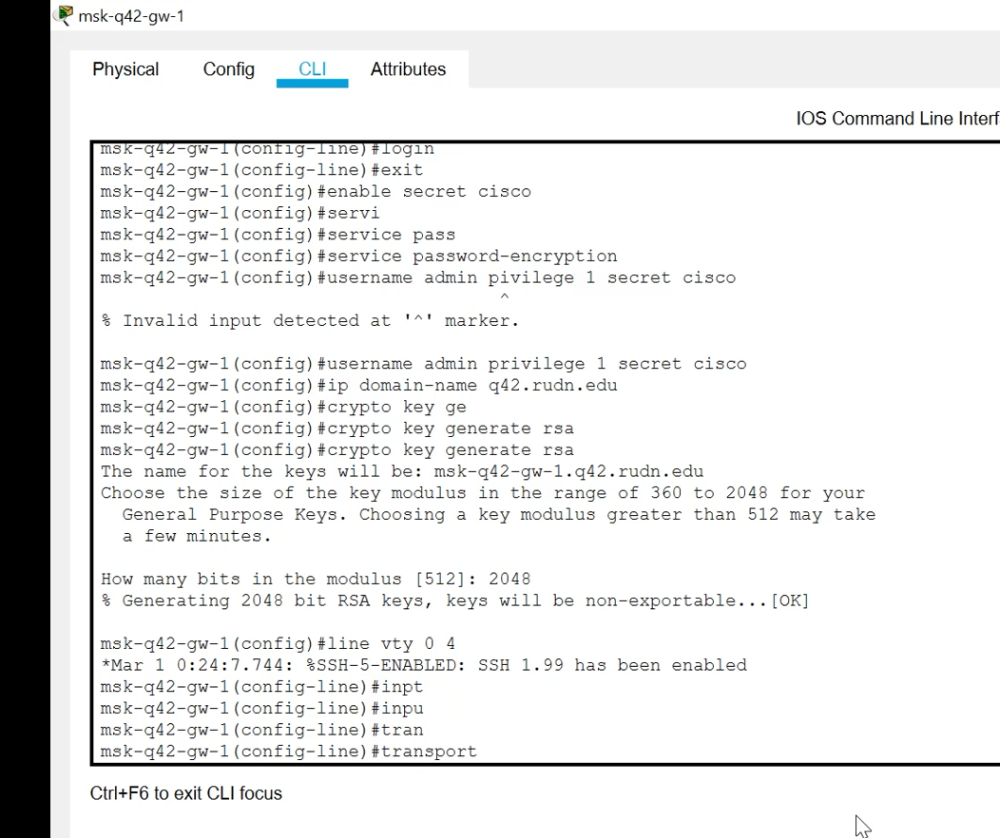 msk-q42-gw-1
Physical Config CLI Attributes
IOS Command Line Interf
msk-q42-gw-1(config-line)#login
msk-q42-gw-1(config-line)#exit
msk-q42-gw-1(config)#enable secret cisco
msk-q42-gw-1(config)#servi
msk-q42-gw-1(config)#service pass
msk-q42-gw-1(config)#service password-encryption
msk-q42-gw-1(config)#username admin pivilege 1 secret cisco
^
% Invalid input detected at '^' marker.
msk-q42-gw-1(config)#username admin privilege 1 secret cisco
msk-q42-gw-1(config)#ip domain-name q42.rudn.edu
msk-q42-gw-1(config)#crypto key ge
msk-q42-gw-1(config)#crypto key generate rsa
msk-q42-gw-1(config)#crypto key generate rsa
The name for the keys will be: msk-q42-gw-1.q42.rudn.edu
Choose the size of the key modulus in the range of 360 to 2048 for your
General Purpose Keys. Choosing a key modulus greater than 512 may take
a few minutes.
How many bits in the modulus [512]: 2048
% Generating 2048 bit RSA keys, keys will be non-exportable...[OK]
msk-q42-gw-1(config)#line vty 0 4
*Mar 1 0:24:7.744: %SSH-5-ENABLED: SSH 1.99 has been enabled
msk-q42-gw-1(config-line)#inpt
msk-q42-gw-1(config-line)#inpu
msk-q42-gw-1(config-line)#tran
msk-q42-gw-1(config-line)#transport
Ctrl+F6 to exit CLI focus